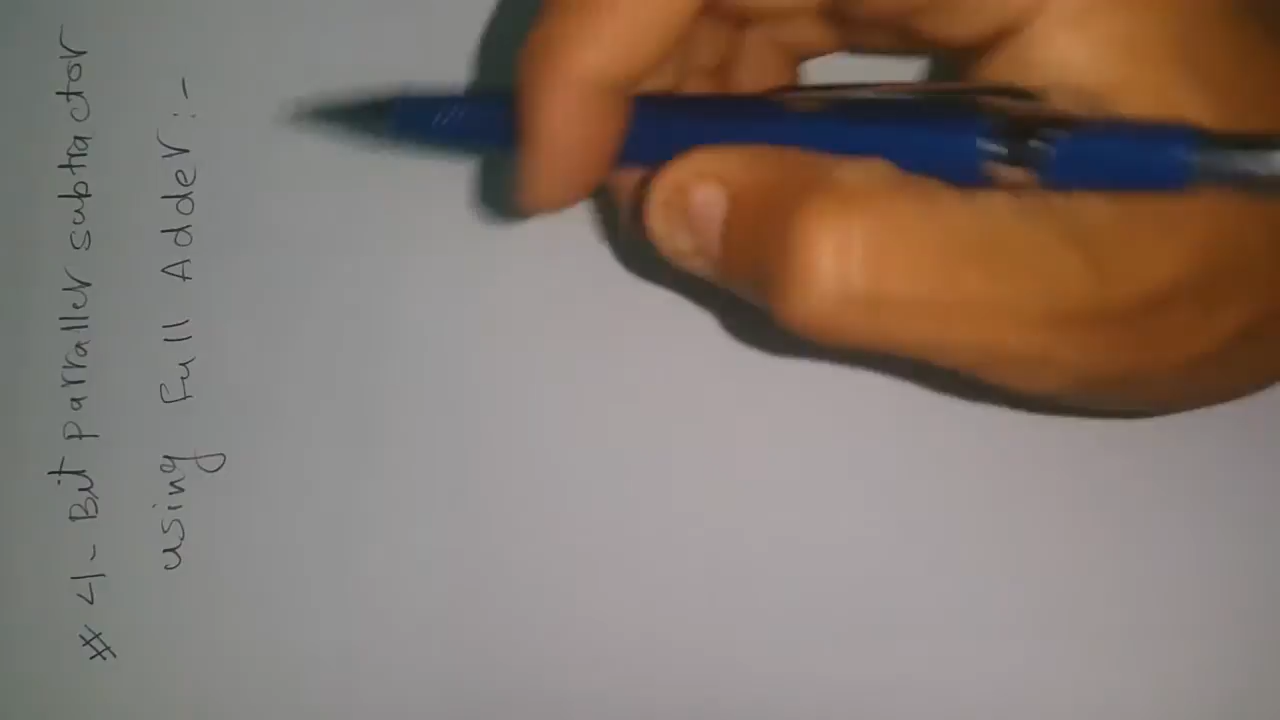 # 4-Bit parraller subtractor
using Full Adder:-